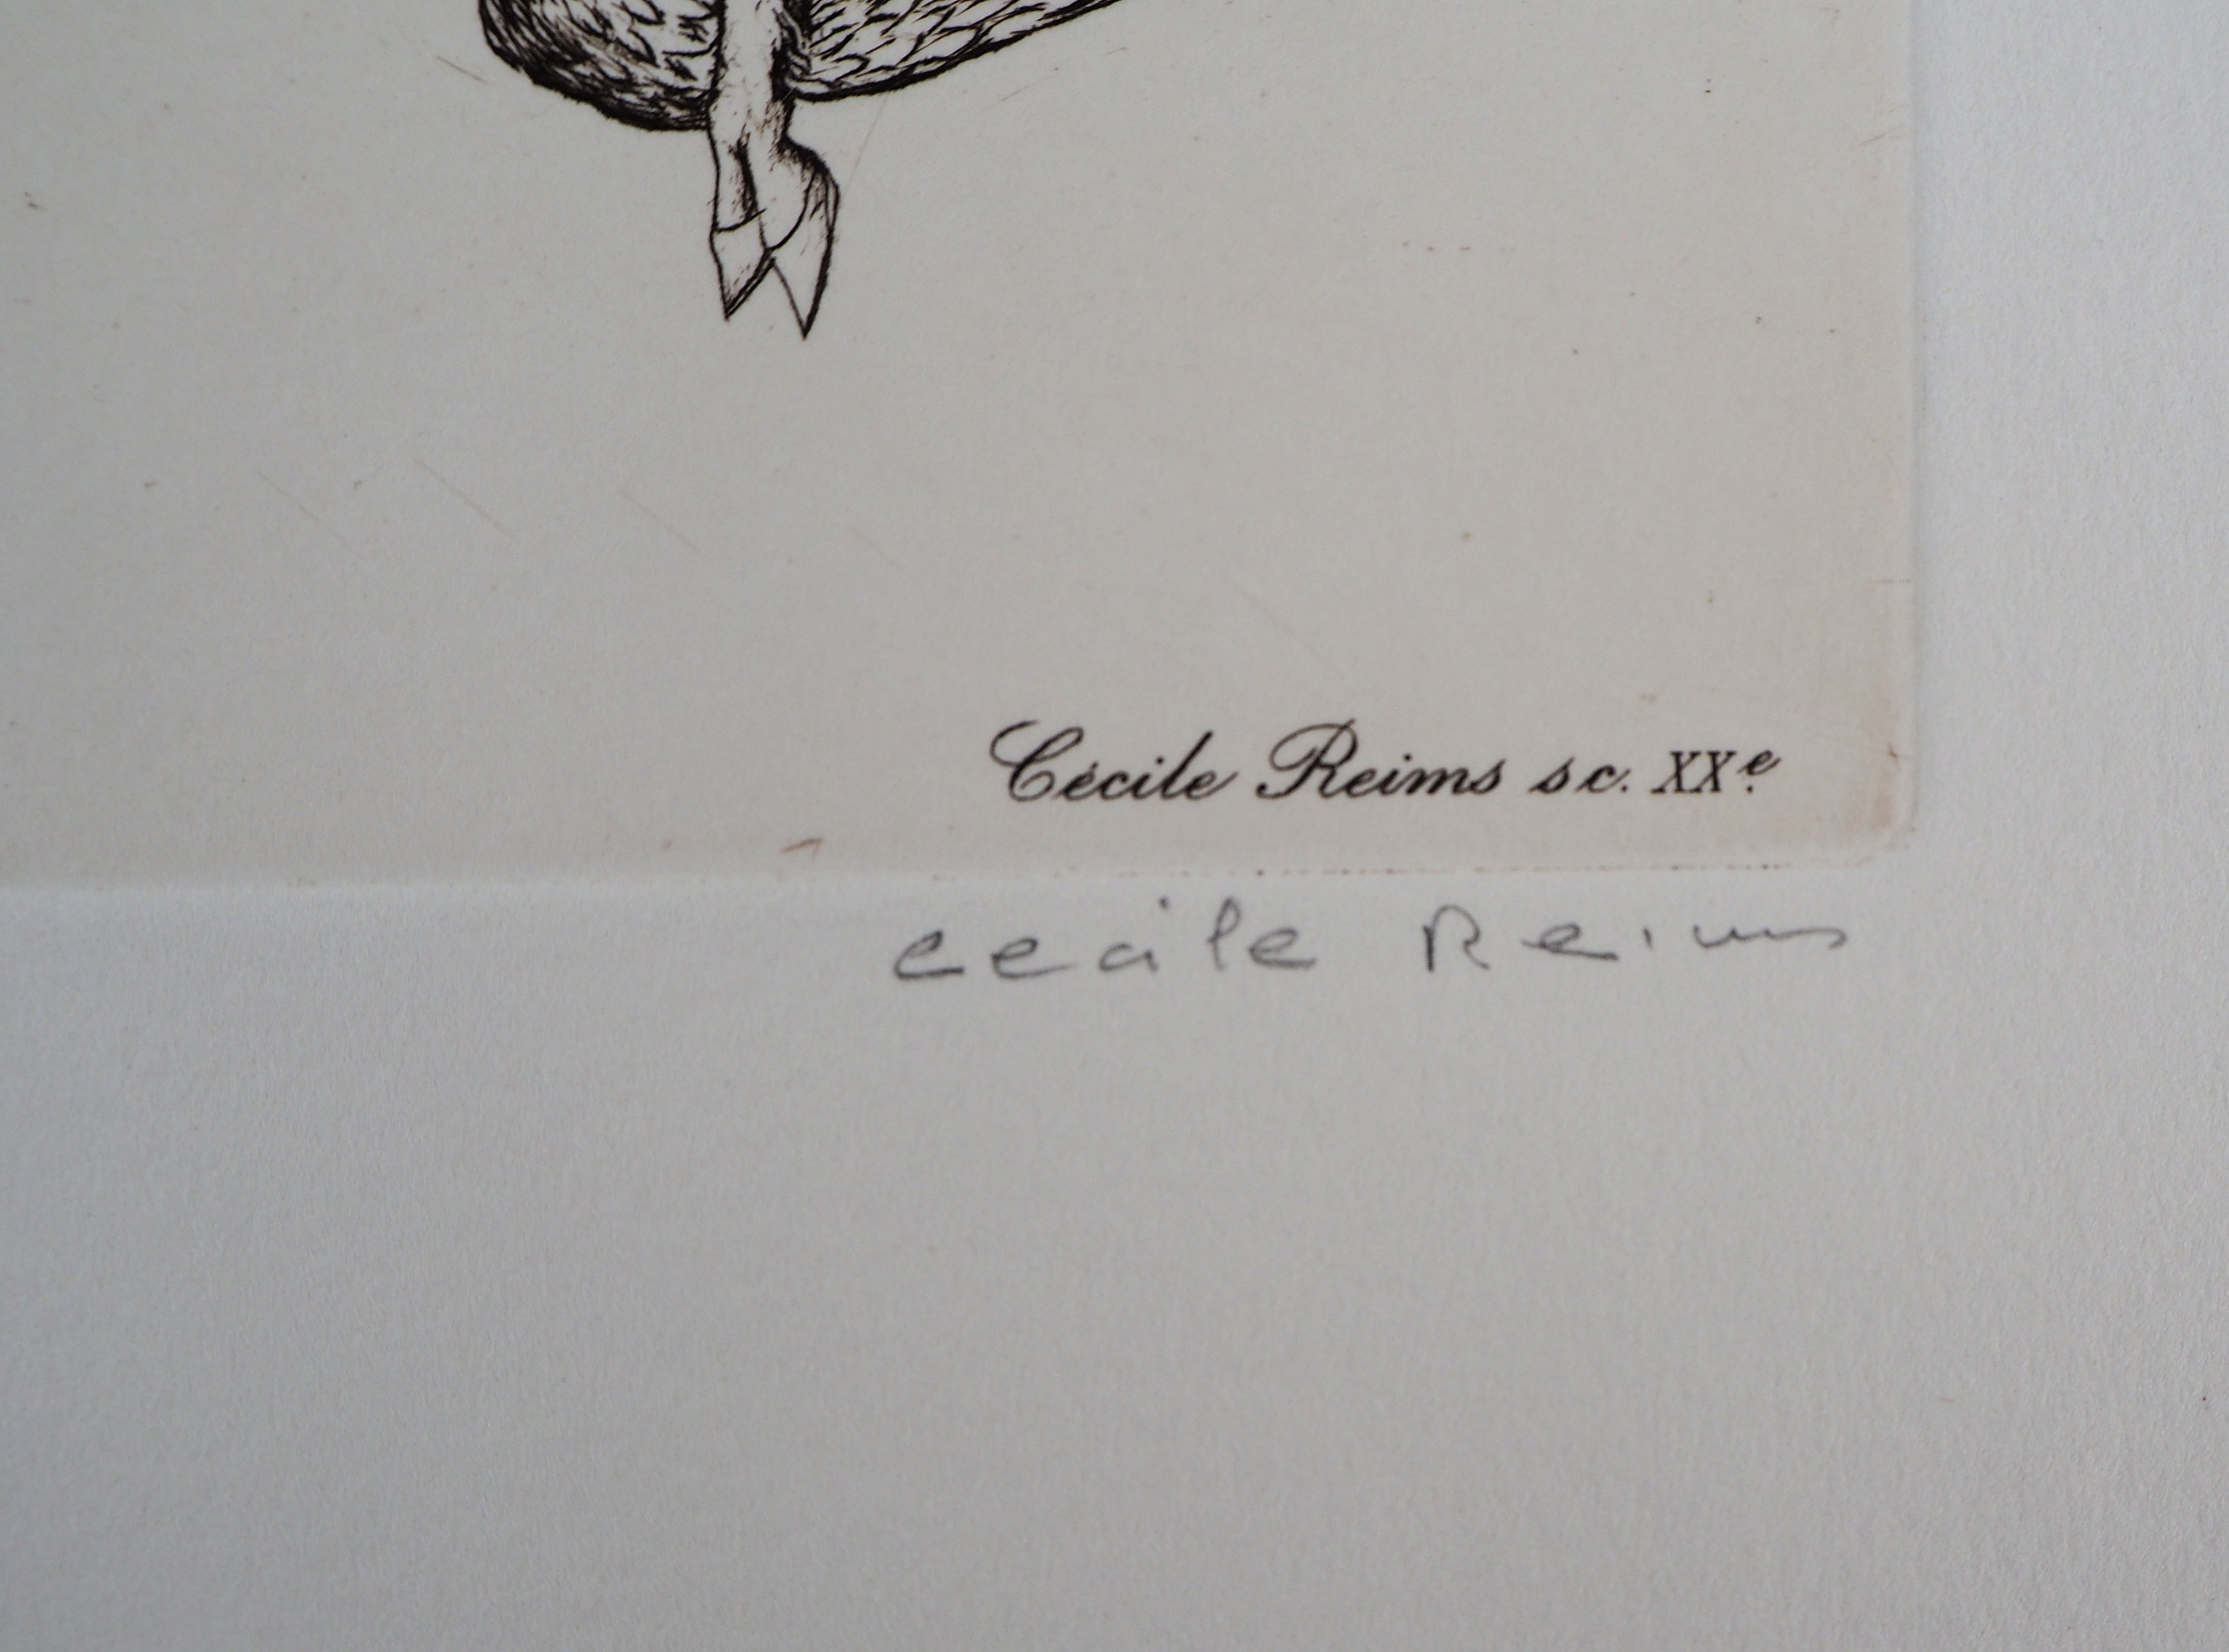 Cécile Reims sc. XXe.
cecile Reims